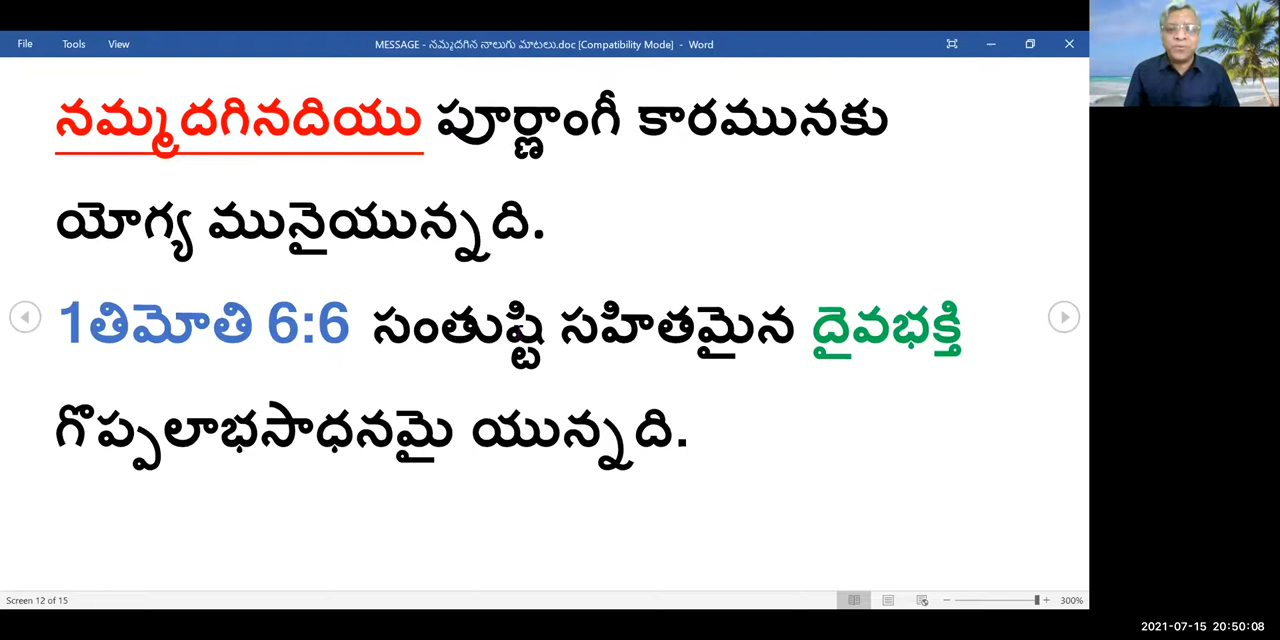 File Tools View MESSAGE - నమ్మదగిన నాలుగు మాటలు.doc [Compatibility Mode] - Word
నమ్మదగినదియు పూర్ణాంగీ కారమునకు
యోగ్య మునైయున్నది.
1తిమోతి 6:6 సంతుష్టి సహితమైన దైవభక్తి
గొప్పలాభసాధనమై యున్నది.
Screen 12 of 15 300%
2021-07-15 20:50:08